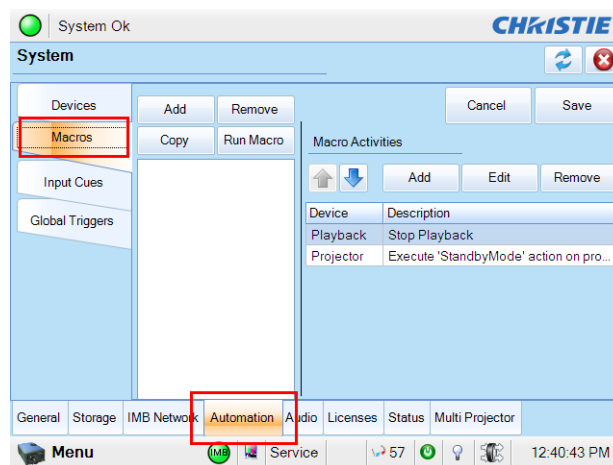 System Ok
CHRISTIE
System
Devices
Macros
Input Cues
Global Triggers
Add Remove
Copy Run Macro
Cancel Save
Macro Activities
Add Edit Remove
Device Description
Playback Stop Playback
Projector Execute 'StandbyMode' action on pro...
General Storage IMB Network Automation Audio Licenses Status Multi Projector
Menu IMB Service 57 12:40:43 PM